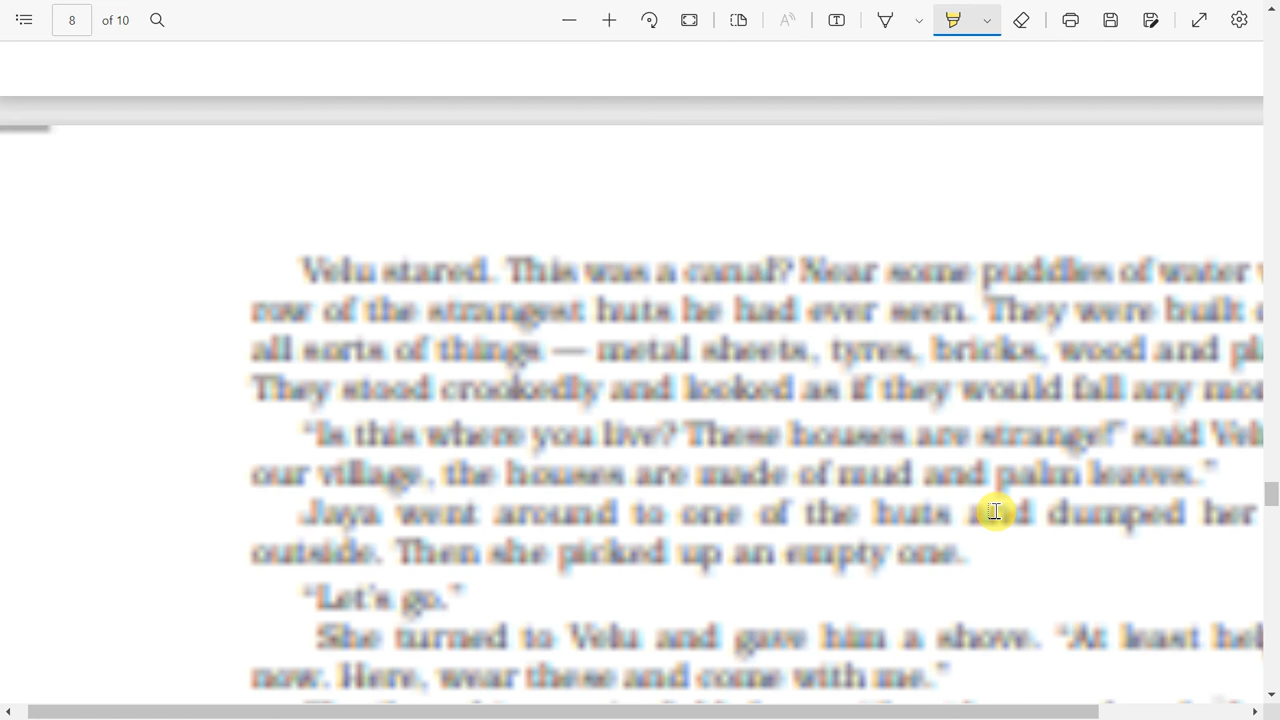 8 of 10
Velu stared. This was a canal? Near some puddles of water
row of the strangest huts he had ever seen. They were built
all sorts of things — metal sheets, tyres, bricks, wood and
They stood crookedly and looked as if they would fall any
“Is this where you live? These houses are strange!” said
our village, the houses are made of mud and palm leaves.”
Jaya went around to one of the huts and dumped her
outside. Then she picked up an empty one.
“Let’s go.”
She turned to Velu and gave him a shove. “At least
now. Here, wear these and come with me.”